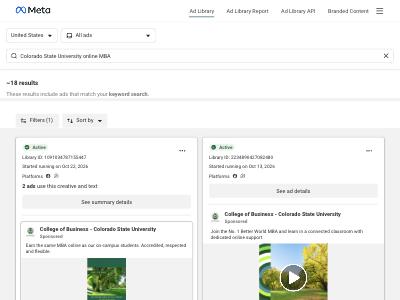 Meta
Ad Library
Ad Library Report
Ad Library API
Branded Content
United States
All ads
Colorado State University online MBA
~18 results
These results include ads that match your keyword search.
Filters (1)
Sort by
Active
Library ID: 1091034787155447
Started running on Oct 22, 2026
Platforms
2 ads use this creative and text
See summary details
College of Business - Colorado State University
Sponsored
Earn the same MBA online as our on-campus students. Accredited, respected
and flexible.
Active
Started running on Oct 13, 2026
Platforms
See ad details
College of Business - Colorado State University
Sponsored
Join the No. 1 Better World MBA and learn in a connected classroom with
dedicated online support